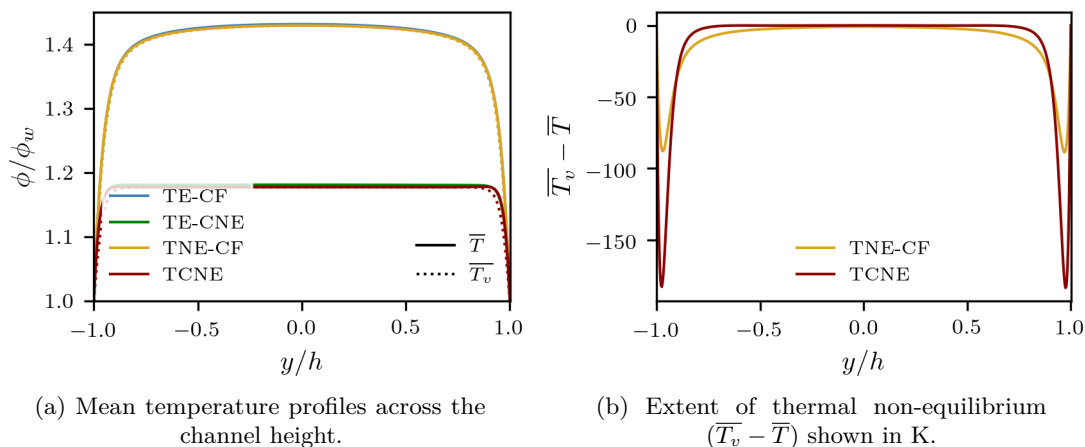 1.4
1.3
1.2
1.1
1.0
ϕ/ϕ_w
TE-CF
TE-CNE
TNE-CF
TCNE
T̅
T̅_v̅
−1.0 −0.5 0.0 0.5 1.0
y/h
(a) Mean temperature profiles across the
channel height.
0
−50
−100
−150
T̅_v̅ − T̅
TNE-CF
TCNE
−1.0 −0.5 0.0 0.5 1.0
y/h
(b) Extent of thermal non-equilibrium
(T̅_v̅ − T̅) shown in K.